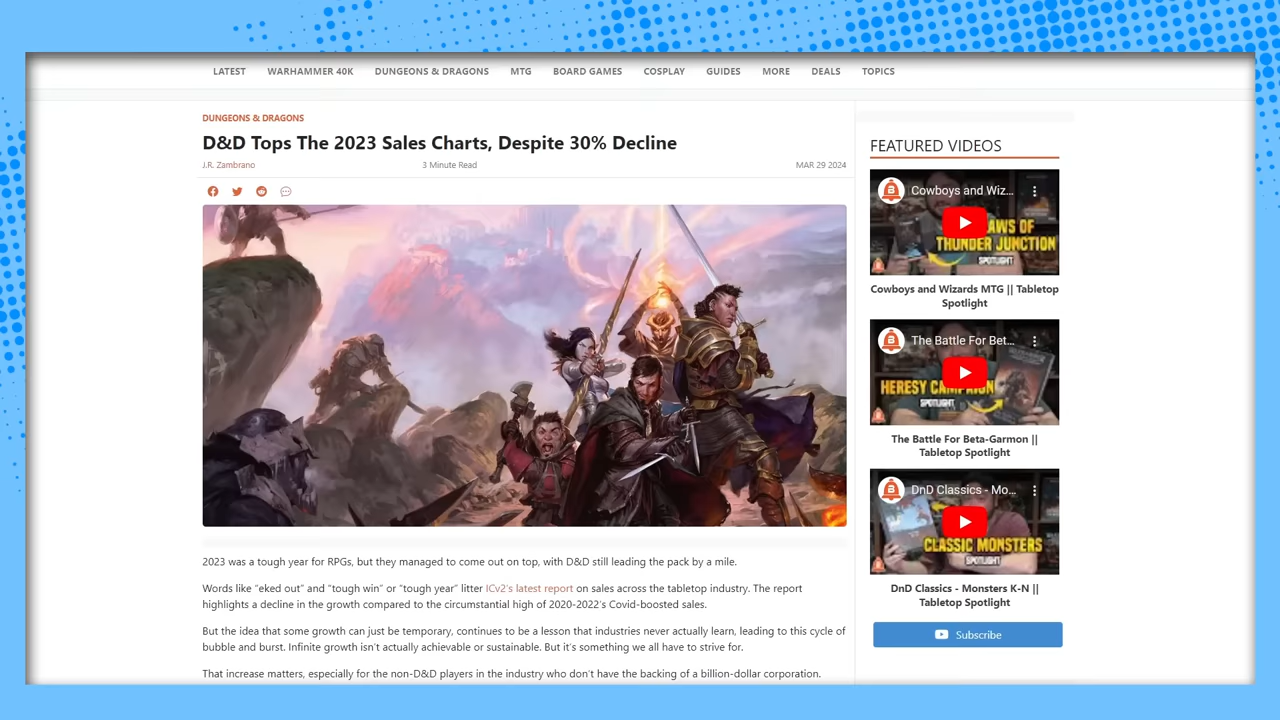 LATEST WARHAMMER 40K DUNGEONS & DRAGONS MTG BOARD GAMES COSPLAY GUIDES MORE DEALS TOPICS
DUNGEONS & DRAGONS
D&D Tops The 2023 Sales Charts, Despite 30% Decline
J.R. Zambrano 3 Minute Read MAR 29 2024
2023 was a tough year for RPGs, but they managed to come out on top, with D&D still leading the pack by a mile.
Words like “eked out” and “tough win” or “tough year” litter ICv2’s latest report on sales across the tabletop industry. The report
highlights a decline in the growth compared to the circumstantial high of 2020-2022’s Covid-boosted sales.
But the idea that some growth can just be temporary, continues to be a lesson that industries never actually learn, leading to this cycle of
bubble and burst. Infinite growth isn’t actually achievable or sustainable. But it’s something we all have to strive for.
That increase matters, especially for the non-D&D players in the industry who don’t have the backing of a billion-dollar corporation.
FEATURED VIDEOS
Cowboys and Wiz...
AWS OF
THUNDER JUNCTION
SPOTLIGHT
Cowboys and Wizards MTG || Tabletop
Spotlight
The Battle For Bet...
HERESY CAMPAIGN
SPOTLIGHT
The Battle For Beta-Garmon ||
Tabletop Spotlight
DnD Classics - Mo...
CLASSIC MONSTERS
SPOTLIGHT
DnD Classics - Monsters K-N ||
Tabletop Spotlight
Subscribe